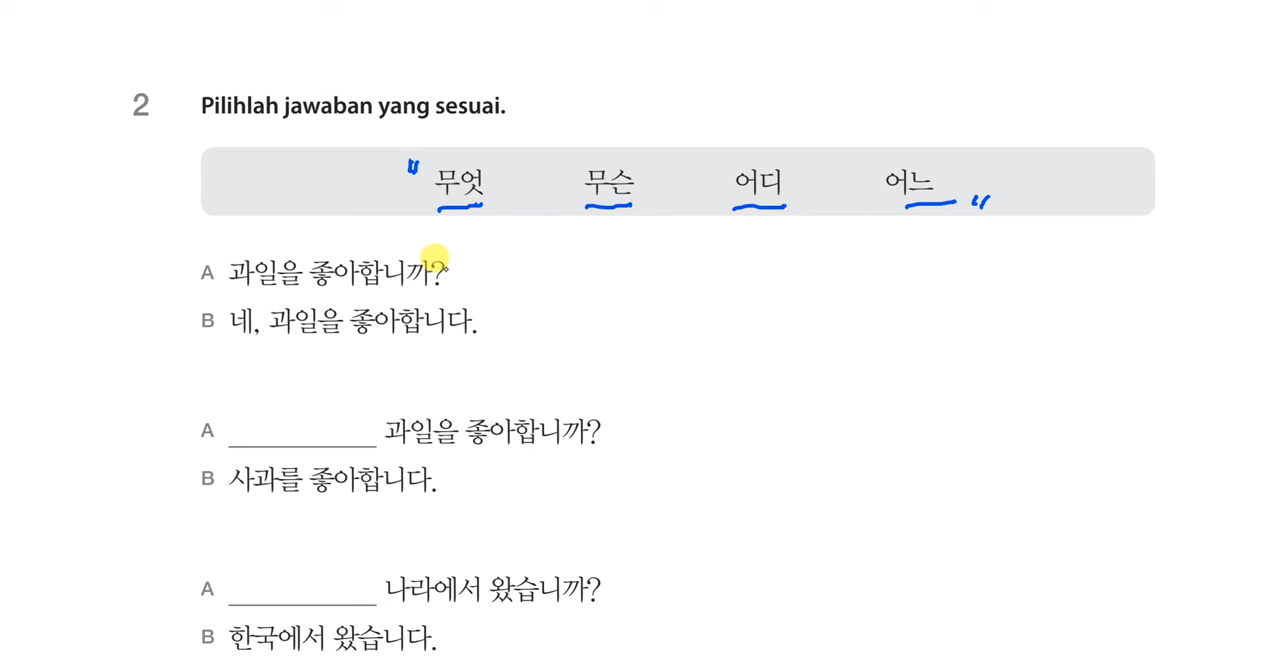 2 Pilihlah jawaban yang sesuai.
무엇 무슨 어디 어느
A 과일을 좋아합니까?
B 네, 과일을 좋아합니다.
A __________ 과일을 좋아합니까?
B 사과를 좋아합니다.
A __________ 나라에서 왔습니까?
B 한국에서 왔습니다.